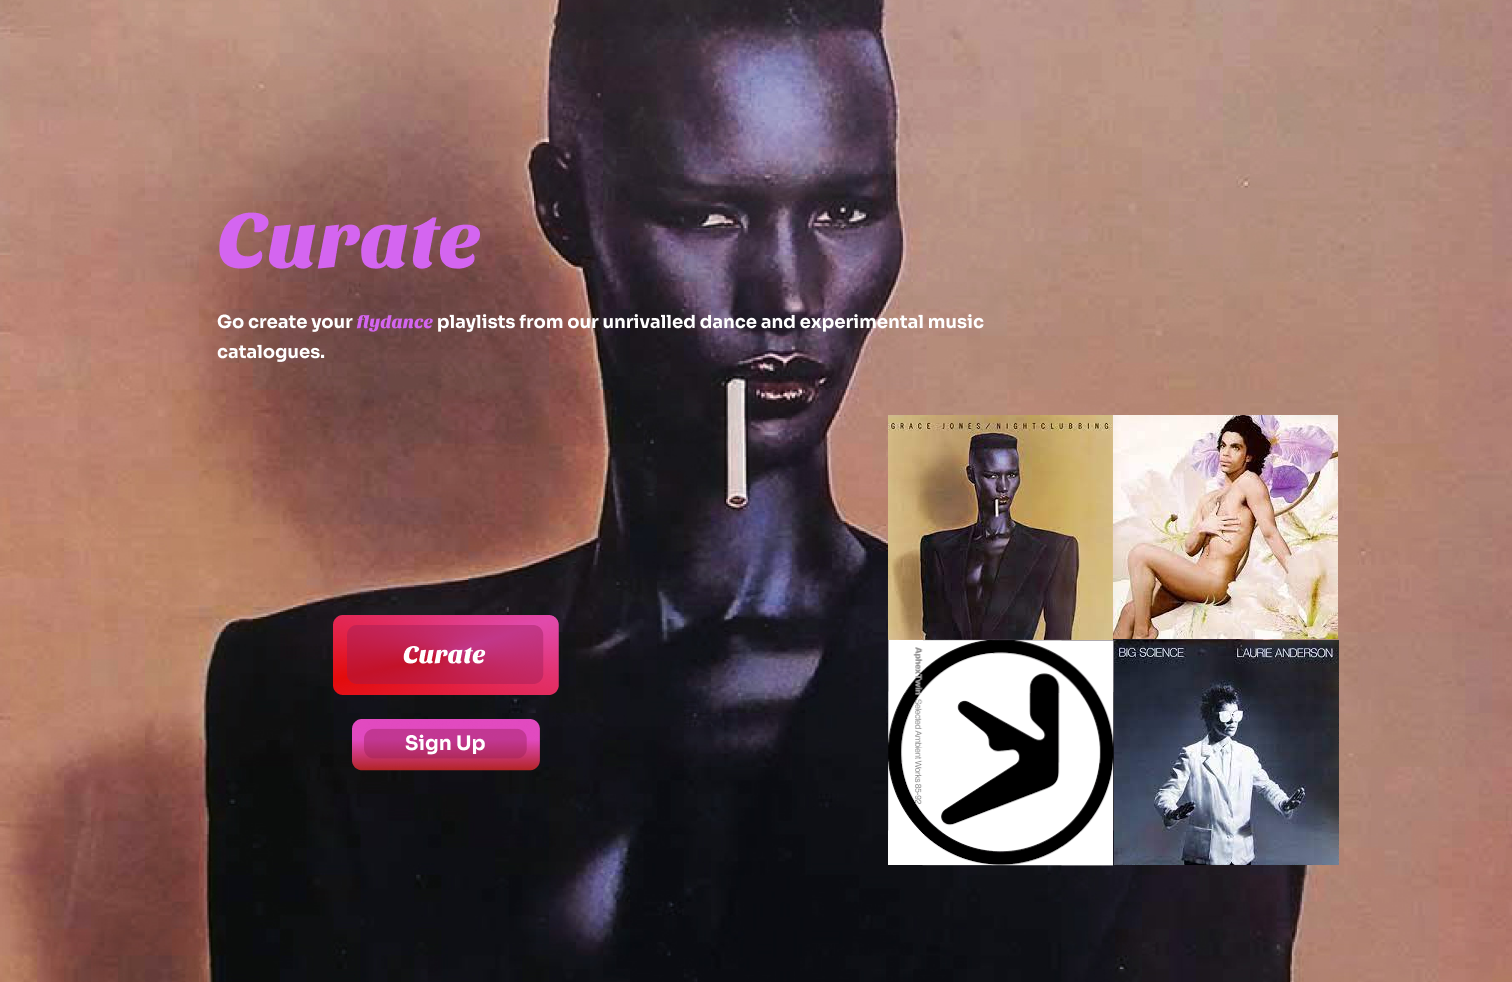 Curate
Go create your flydance playlists from our unrivalled dance and experimental music
catalogues.
GRACE JONES/NIGHTCLUBBING
BIG SCIENCE LAURIE ANDERSON
Aphex Twin Selected Ambient Works 85-92
Curate
Sign Up